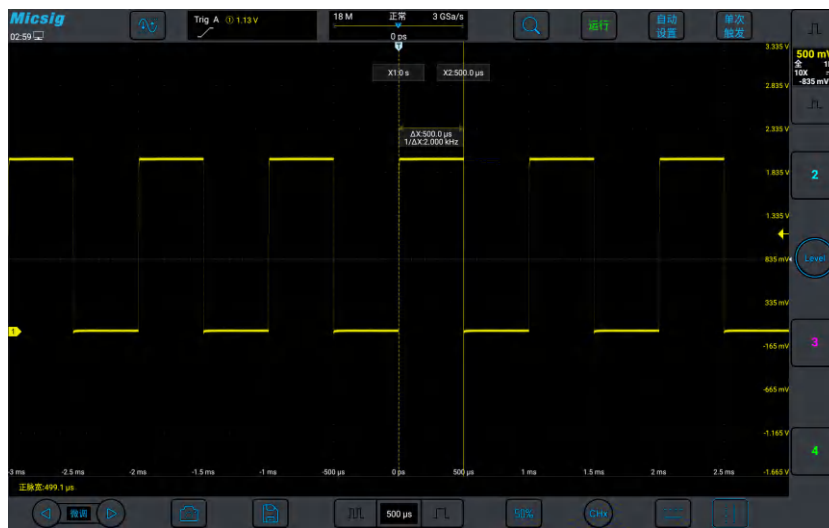 Micsig
02:59
Trig A ① 1.13 V
18 M 正常 3 GSa/s
0 ps
运行
自动
设置
单次
触发
T
X1:0 s X2:500.0 μs
ΔX:500.0 μs
1/ΔX:2.000 kHz
3.335 V
2.835 V
2.335 V
1.835 V
1.335 V
835 mV
335 mV
-165 mV
-665 mV
-1.165 V
-1.665 V
500 mV
全
10X
-835 mV
2
Level
3
4
1
-3 ms -2.5 ms -2 ms -1.5 ms -1 ms -500 μs 0 ps 500 μs 1 ms 1.5 ms 2 ms 2.5 ms
正脉宽:499.1 μs
微调
500 μs
50%
CHx